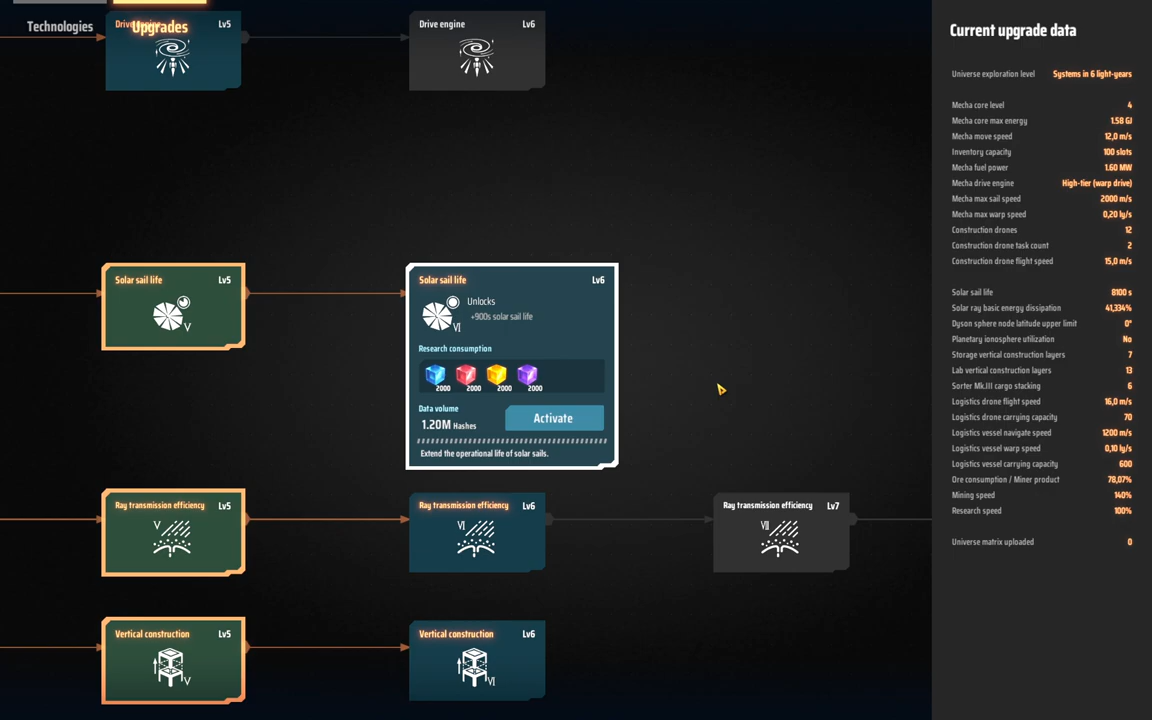 Technologies
Upgrades
Drive engine Lv5
Drive engine Lv6
Solar sail life Lv5
V
Solar sail life Lv6
VI
Unlocks
+900s solar sail life
Research consumption
2000 2000 2000 2000
Data volume
1.20M Hashes
Activate
Extend the operational life of solar sails.
Ray transmission efficiency Lv5
V
Ray transmission efficiency Lv6
VI
Ray transmission efficiency Lv7
VII
Vertical construction Lv5
V
Vertical construction Lv6
VI
Current upgrade data
Universe exploration level Systems in 6 light-years
Mecha core level 4
Mecha core max energy 1.58 GJ
Mecha move speed 12,0 m/s
Inventory capacity 100 slots
Mecha fuel power 1.60 MW
Mecha drive engine High-tier (warp drive)
Mecha max sail speed 2000 m/s
Mecha max warp speed 0,20 ly/s
Construction drones 12
Construction drone task count 2
Construction drone flight speed 15,0 m/s
Solar sail life 8100 s
Solar ray basic energy dissipation 41,334%
Dyson sphere node latitude upper limit 0°
Planetary ionosphere utilization No
Storage vertical construction layers 7
Lab vertical construction layers 13
Sorter Mk.III cargo stacking 6
Logistics drone flight speed 16,0 m/s
Logistics drone carrying capacity 70
Logistics vessel navigate speed 1200 m/s
Logistics vessel warp speed 0,10 ly/s
Logistics vessel carrying capacity 600
Ore consumption / Miner product 78,07%
Mining speed 140%
Research speed 100%
Universe matrix uploaded 0